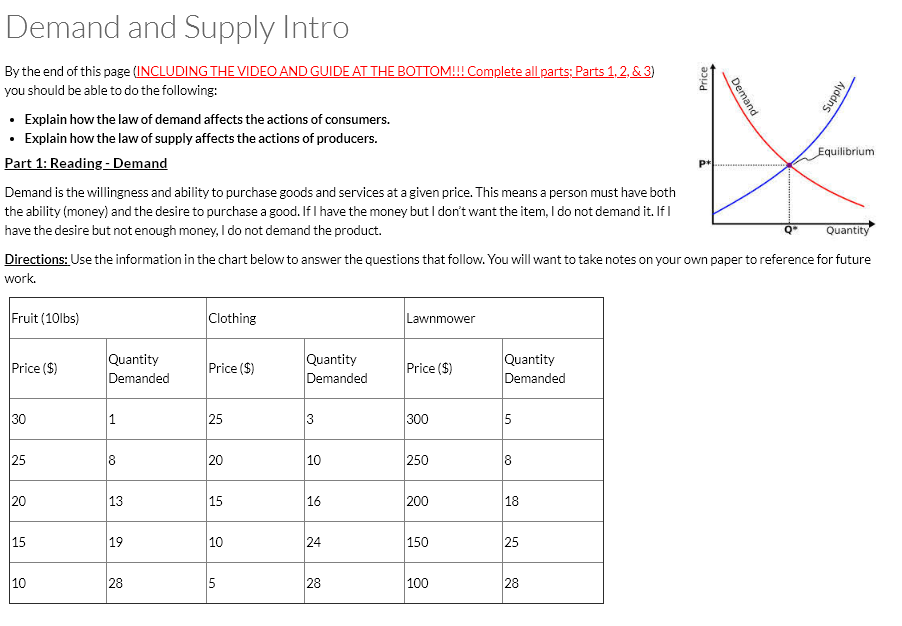 Demand and Supply Intro
By the end of this page (INCLUDING THE VIDEO AND GUIDE AT THE BOTTOM!!! Complete all parts; Parts 1, 2, & 3)
you should be able to do the following:
• Explain how the law of demand affects the actions of consumers.
• Explain how the law of supply affects the actions of producers.
Part 1: Reading - Demand
Demand is the willingness and ability to purchase goods and services at a given price. This means a person must have both
the ability (money) and the desire to purchase a good. If I have the money but I don't want the item, I do not demand it. If I
have the desire but not enough money, I do not demand the product.
Price
Demand
Supply
Equilibrium
P*
Q*
Quantity
Directions: Use the information in the chart below to answer the questions that follow. You will want to take notes on your own paper to reference for future
work.
Fruit (10lbs) Clothing Lawnmower
Price ($) Quantity Demanded Price ($) Quantity Demanded Price ($) Quantity Demanded
30 1 25 3 300 5
25 8 20 10 250 8
20 13 15 16 200 18
15 19 10 24 150 25
10 28 5 28 100 28